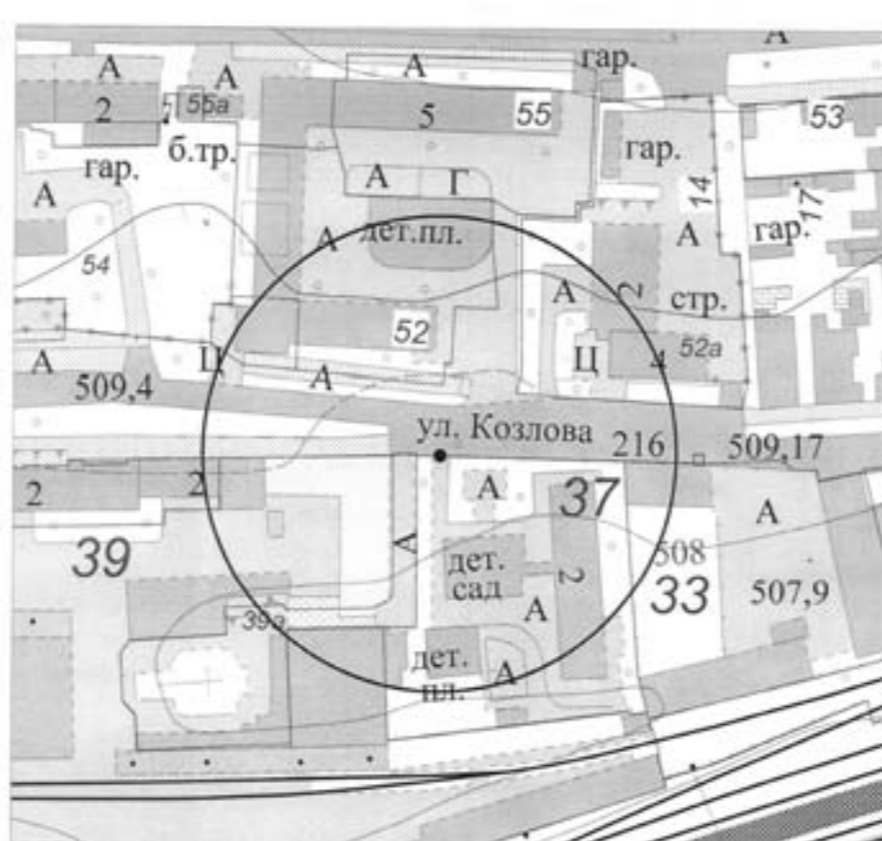 А
гар.
А
А
А
2
55а
5
55
53
б.тр.
гар.
гар.
А
Г
14
17
А
А
дет.пл.
А
гар.
54
А
2
стр.
52
Ц
А
А
Ц
4
52а
509,4
ул. Козлова
216
509,17
2
2
А
37
А
39
А
дет.
сад
2
508
33
507,9
А
39а
дет.
пл.
А